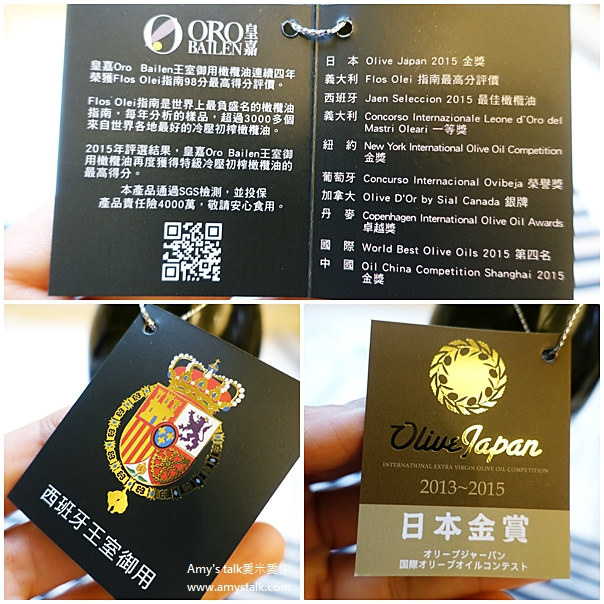 ORO
BAILEN
皇嘉
皇嘉Oro Bailen王室御用橄欖油連續四年
榮獲Flos Olei指南98分最高得分評價。
Flos Olei指南是世界上最負盛名的橄欖油
指南，每年分析的樣品，超過3000多個
來自世界各地最好的冷壓初榨橄欖油。
2015年評選結果，皇嘉Oro Bailen王室御
用橄欖油再度獲得特級冷壓初榨橄欖油的
最高得分。
本產品通過SGS檢測，並投保
產品責任險4000萬，敬請安心食用。
日 本 Olive Japan 2015 金獎
義大利 Flos Olei 指南最高分評價
西班牙 Jaen Seleccion 2015 最佳橄欖油
義大利 Concorso Internazionale Leone d`Oro del
Mastri Oleari 一等獎
紐 約 New York International Olive Oil Competition
金獎
葡萄牙 Concurso Internacional Ovibeja 榮譽獎
加拿大 Olive D'Or by Sial Canada 銀牌
丹 麥 Copenhagen International Olive Oil Awards
卓越獎
國 際 World Best Olive Oils 2015 第四名
中 國 Oil China Competition Shanghai 2015
金獎
西班牙王室御用
Amy's talk愛米愛你
www.amystalk.com
OliveJapan
INTERNATIONAL EXTRA VIRGIN OLIVE OIL COMPETITION
2013~2015
日本金賞
オリーブジャーパン
国際オリーブオイルコンテスト